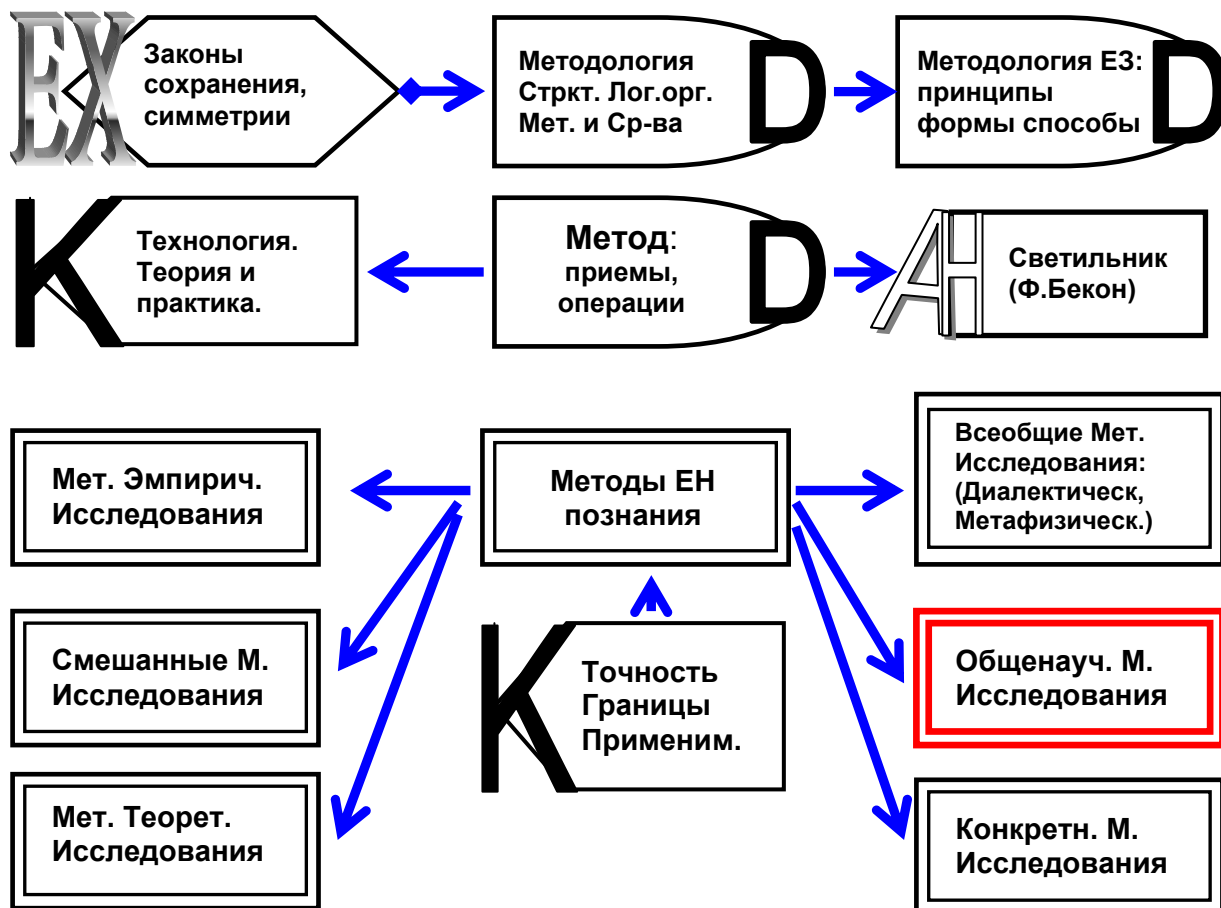 EX
Законы
сохранения,
симметрии
Методология
Стркт. Лог.орг.
Мет. и Ср-ва
D
Методология ЕЗ:
принципы
формы способы
D
K
Технология.
Теория и
практика.
Метод:
приемы,
операции
D
АН
Светильник
(Ф.Бекон)
Мет. Эмпирич.
Исследования
Методы ЕН
познания
Всеобщие Мет.
Исследования:
(Диалектическ,
Метафизическ.)
Смешанные М.
Исследования
K
Точность
Границы
Применим.
Общенауч. М.
Исследования
Мет. Теорет.
Исследования
Конкретн. М.
Исследования